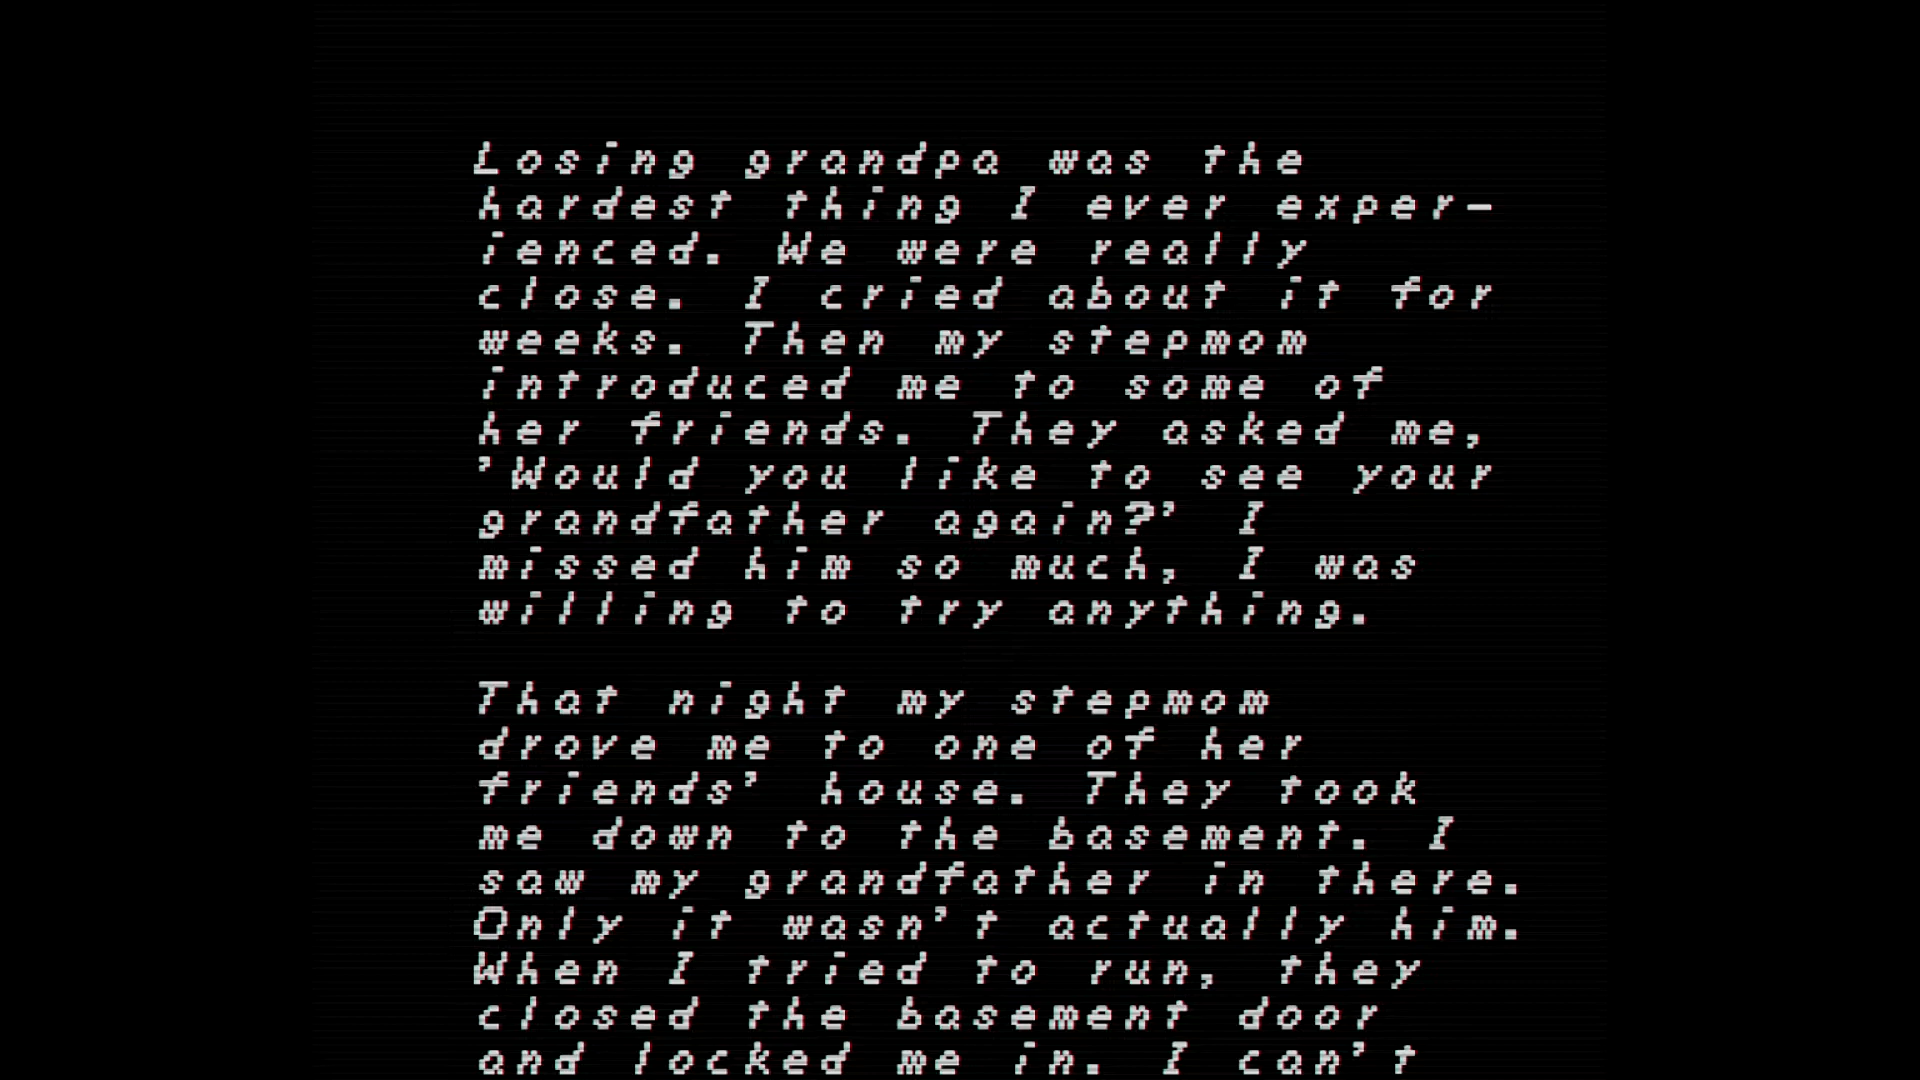 Losing grandpa was the
hardest thing I ever exper-
ienced. We were really
close. I cried about it for
weeks. Then my stepmom
introduced me to some of
her friends. They asked me,
'Would you like to see your
grandfather again?' I
missed him so much, I was
willing to try anything.
That night my stepmom
drove me to one of her
friends' house. They took
me down to the basement. I
saw my grandfather in there.
Only it wasn't actually him.
When I tried to run, they
closed the basement door
and locked me in. I can't